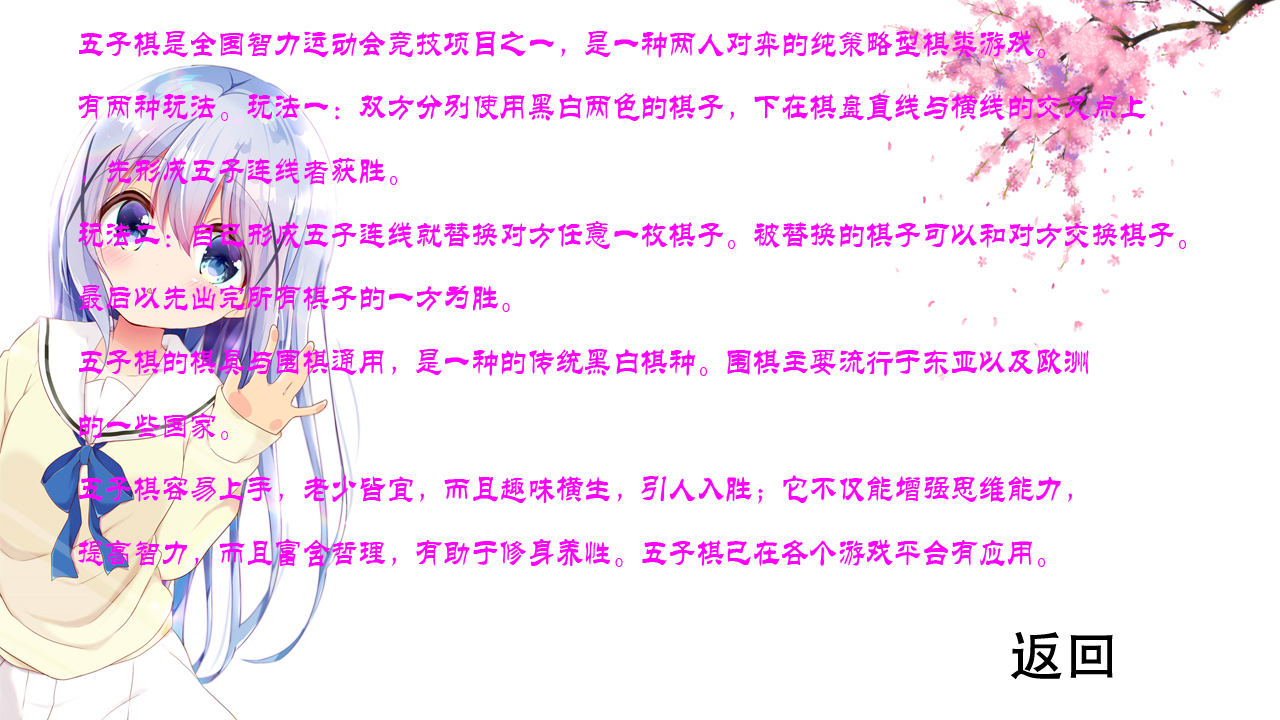 五子棋是全国智力运动会竞技项目之一，是一种两人对弈的纯策略型棋类游戏。
有两种玩法。玩法一：双方分别使用黑白两色的棋子，下在棋盘直线与横线的交叉点上
，先形成五子连线者获胜。
玩法二：自己形成五子连线就替换对方任意一枚棋子。被替换的棋子可以和对方交换棋子。
最后以先出完所有棋子的一方为胜。
五子棋的棋具与围棋通用，是一种的传统黑白棋种。围棋主要流行于东亚以及欧洲
的一些国家。
五子棋容易上手，老少皆宜，而且趣味横生，引人入胜；它不仅能增强思维能力，
提高智力，而且富含哲理，有助于修身养性。五子棋已在各个游戏平台有应用。
返回